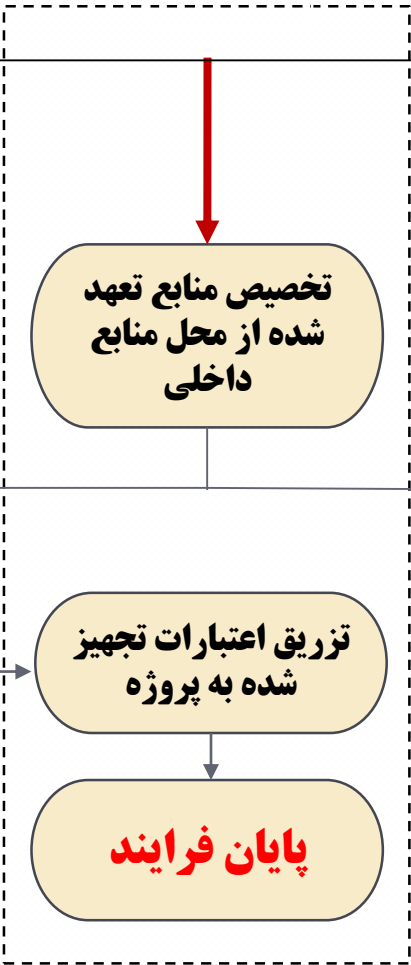 تخصیص منابع تعهد
شده از محل منابع
داخلی
تزریق اعتبارات تجهیز
شده به پروژه
پایان فرایند